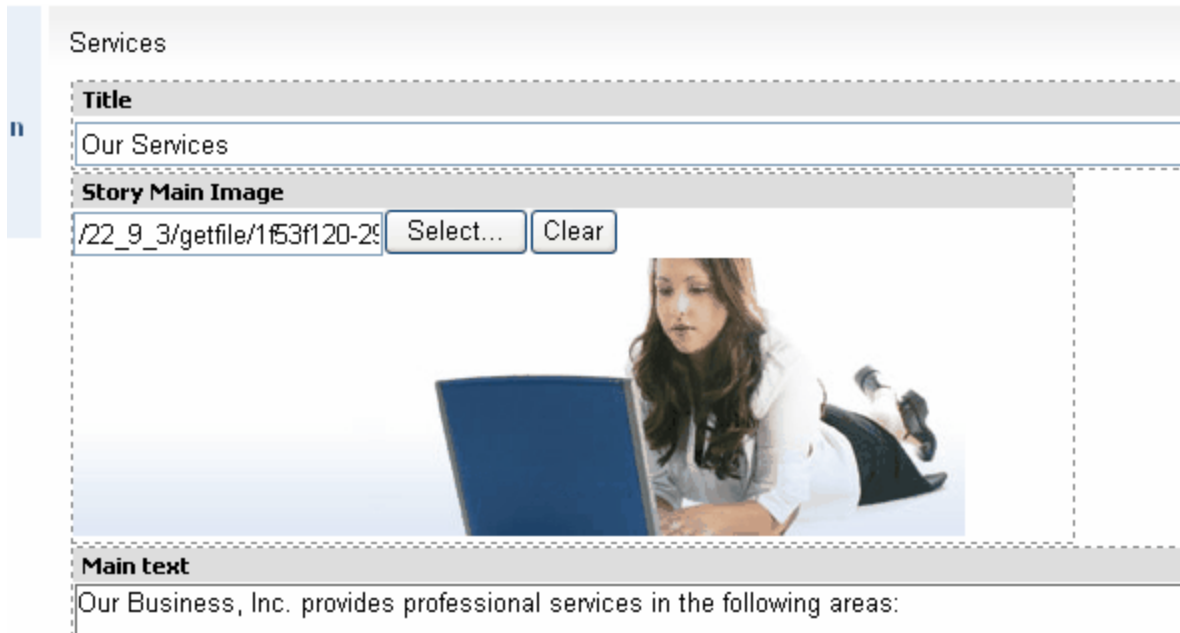 Services
Title
n
Our Services
Story Main Image
/22_9_3/getfile/1f53f120-29 Select... Clear
Main text
Our Business, Inc. provides professional services in the following areas: